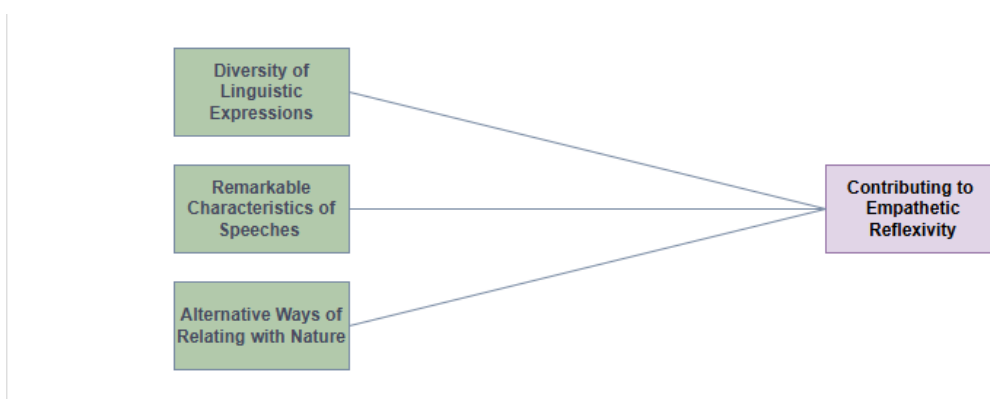 Diversity of
Linguistic
Expressions
Remarkable
Characteristics of
Speeches
Alternative Ways of
Relating with Nature
Contributing to
Empathetic
Reflexivity